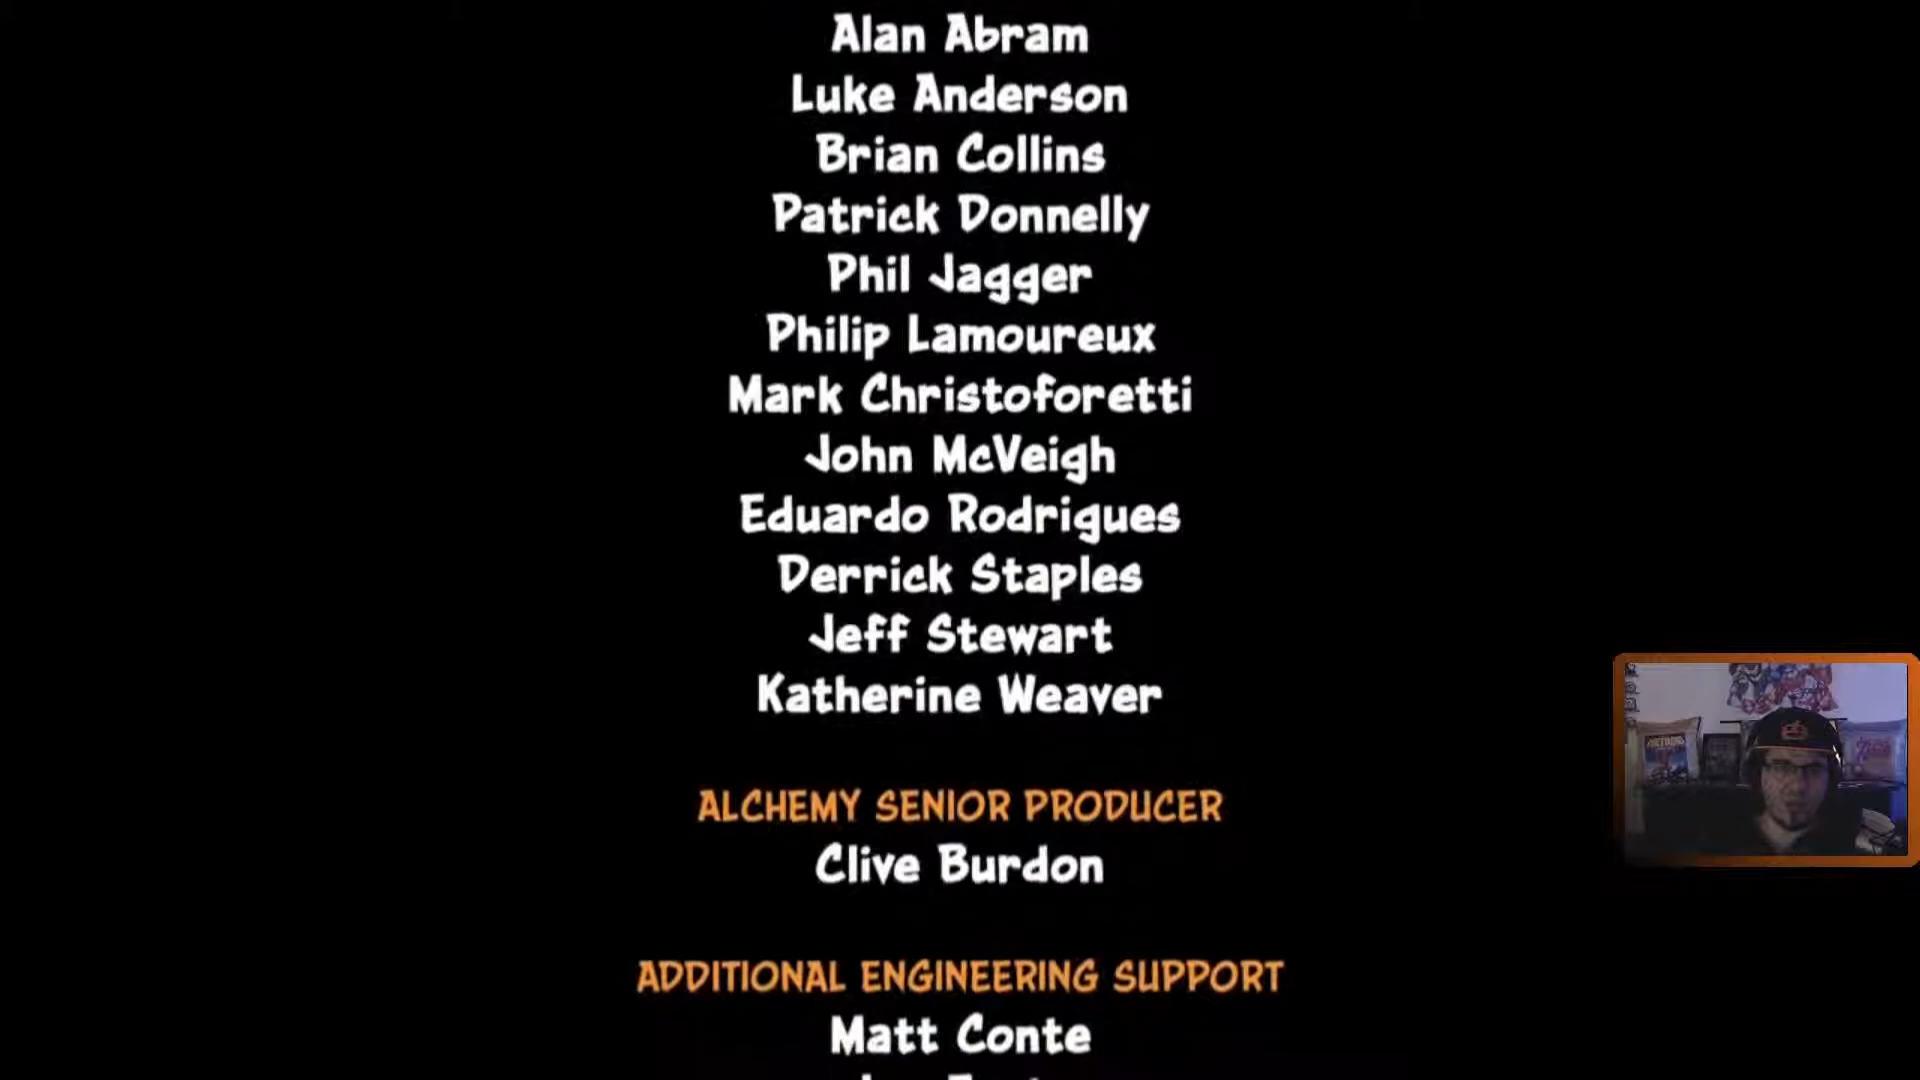 Alan Abram
Luke Anderson
Brian Collins
Patrick Donnelly
Phil Jagger
Philip Lamoureux
Mark Christoforetti
John McVeigh
Eduardo Rodrigues
Derrick Staples
Jeff Stewart
Katherine Weaver
ALCHEMY SENIOR PRODUCER
Clive Burdon
ADDITIONAL ENGINEERING SUPPORT
Matt Conte